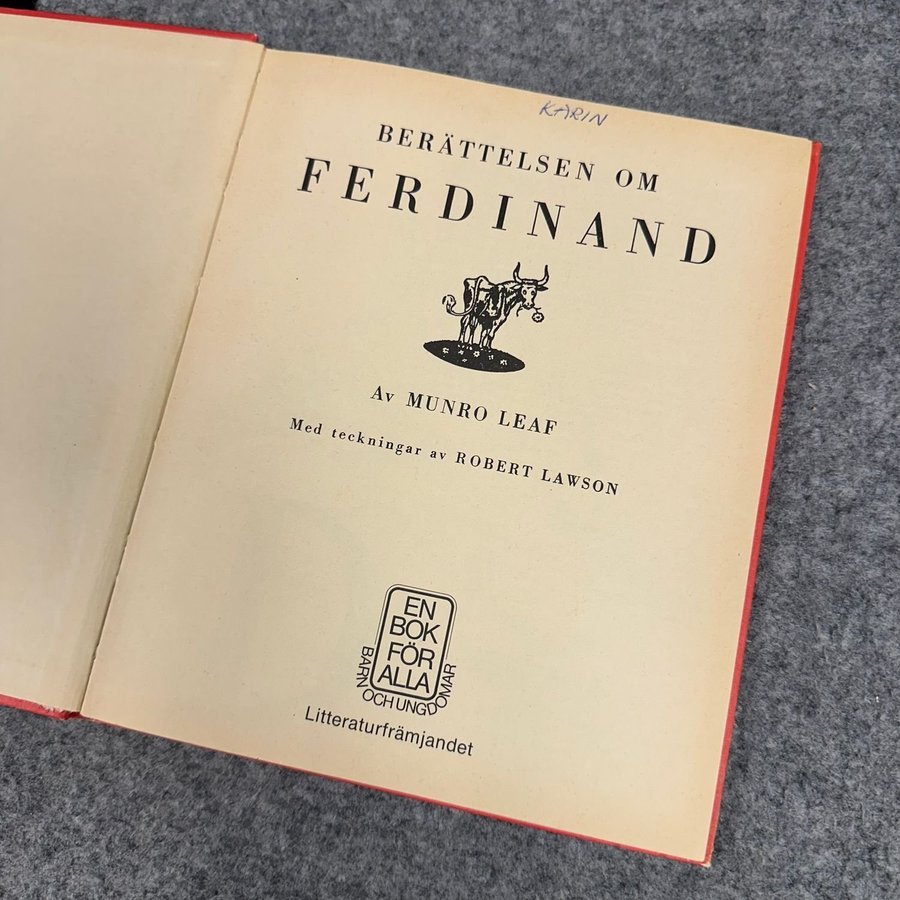 KARIN
BERÄTTELSEN OM
FERDINAND
Av MUNRO LEAF
Med teckningar av ROBERT LAWSON
EN
BOK
FÖR
ALLA
BARN OCH UNGDOMAR
Litteraturfrämjandet